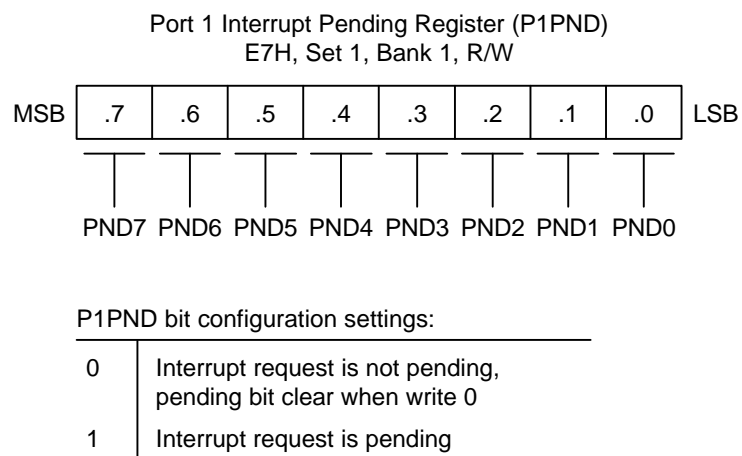 Port 1 Interrupt Pending Register (P1PND)
E7H, Set 1, Bank 1, R/W
MSB .7 .6 .5 .4 .3 .2 .1 .0 LSB
PND7 PND6 PND5 PND4 PND3 PND2 PND1 PND0
P1PND bit configuration settings:
0 Interrupt request is not pending,
pending bit clear when write 0
1 Interrupt request is pending